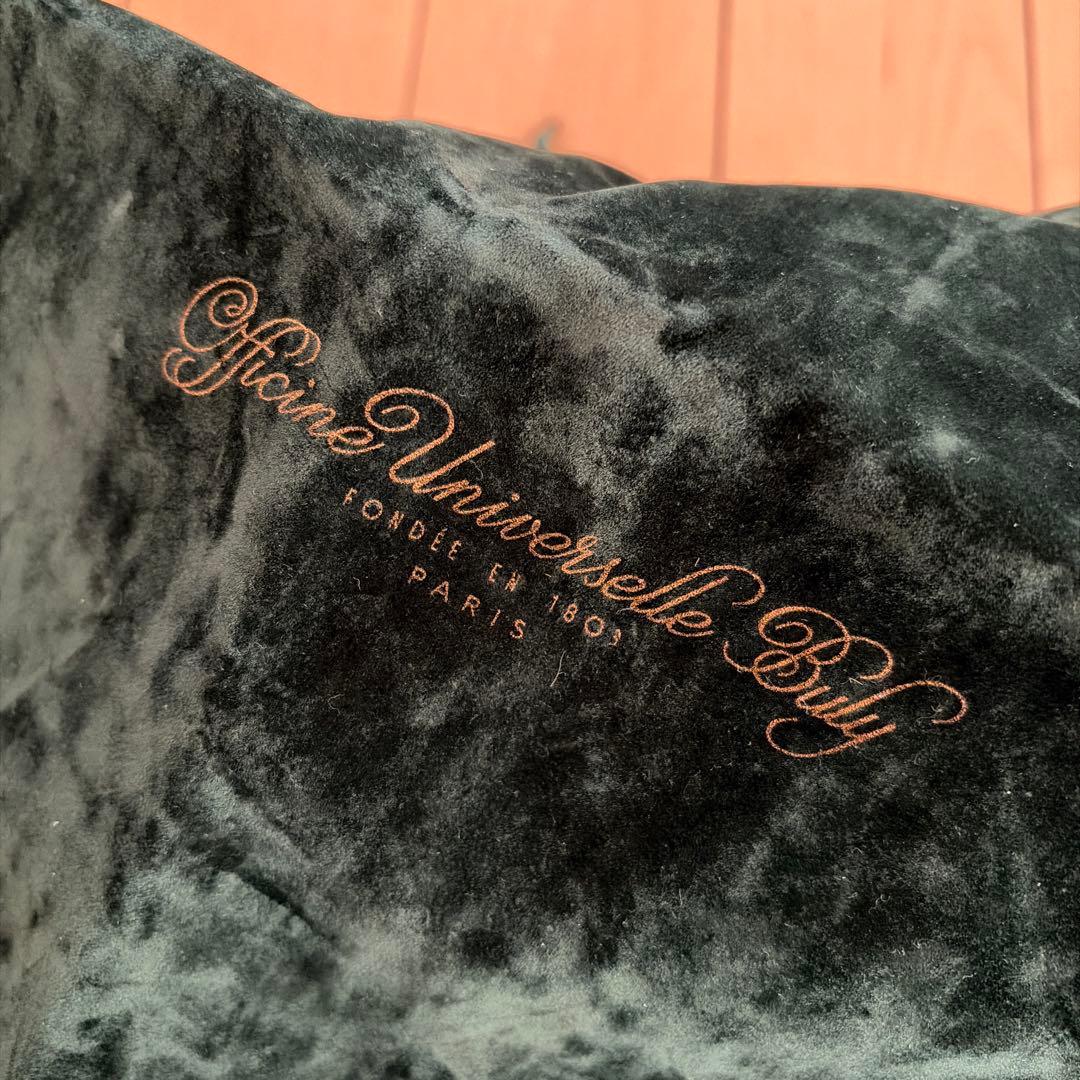 Officine Universelle Buly
FONDÉE EN 1803
PARIS